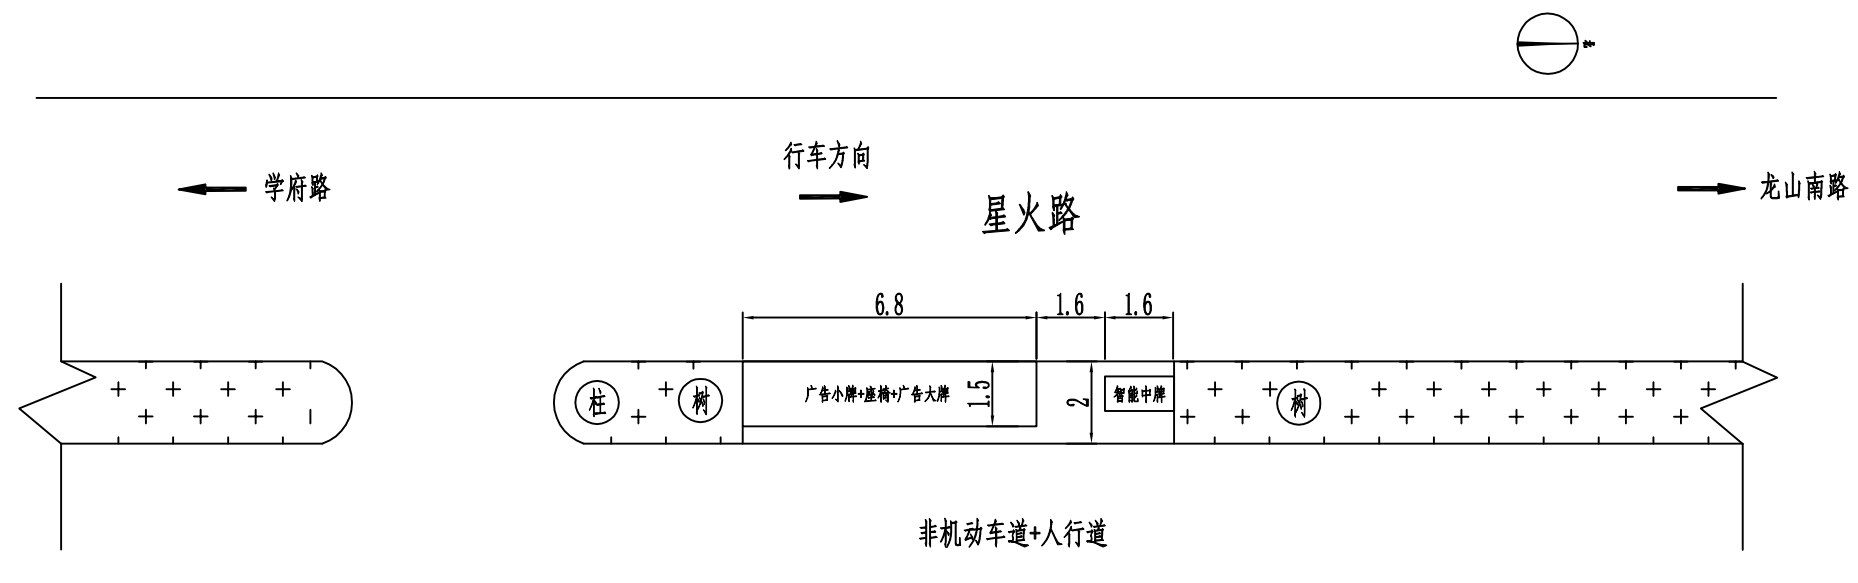 行车方向
学府路
龙山南路
星火路
6.8
1.6
1.6
柱
树
广告小牌+座椅+广告大牌
1.5
2
智能中牌
树
非机动车道+人行道